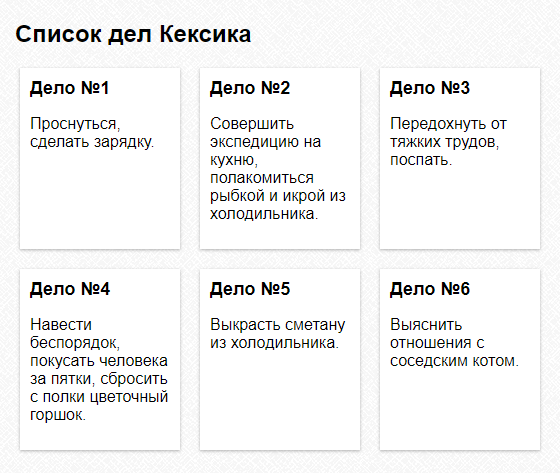 Список дел Кексика
Дело №1
Проснуться,
сделать зарядку.
Дело №2
Совершить
экспедицию на
кухню,
полакомиться
рыбкой и икрой из
холодильника.
Дело №3
Передохнуть от
тяжких трудов,
поспать.
Дело №4
Навести
беспорядок,
покусать человека
за пятки, сбросить
с полки цветочный
горшок.
Дело №5
Выкрасть сметану
из холодильника.
Дело №6
Выяснить
отношения с
соседским котом.